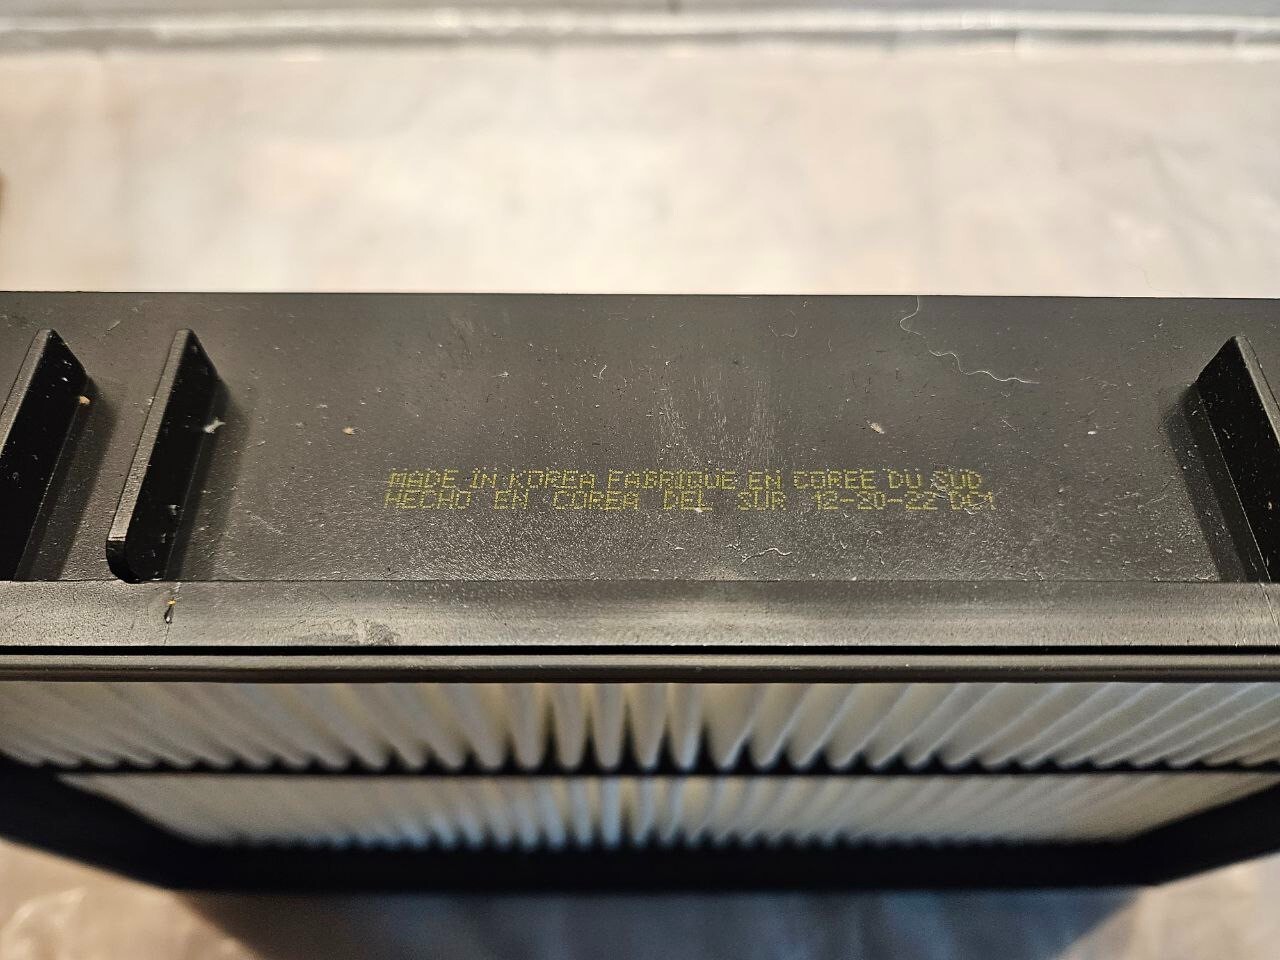 MADE IN KOREA FABRIQUE EN COREE DU SUD
HECHO EN COREA DEL SUR 12-20-22 DC1